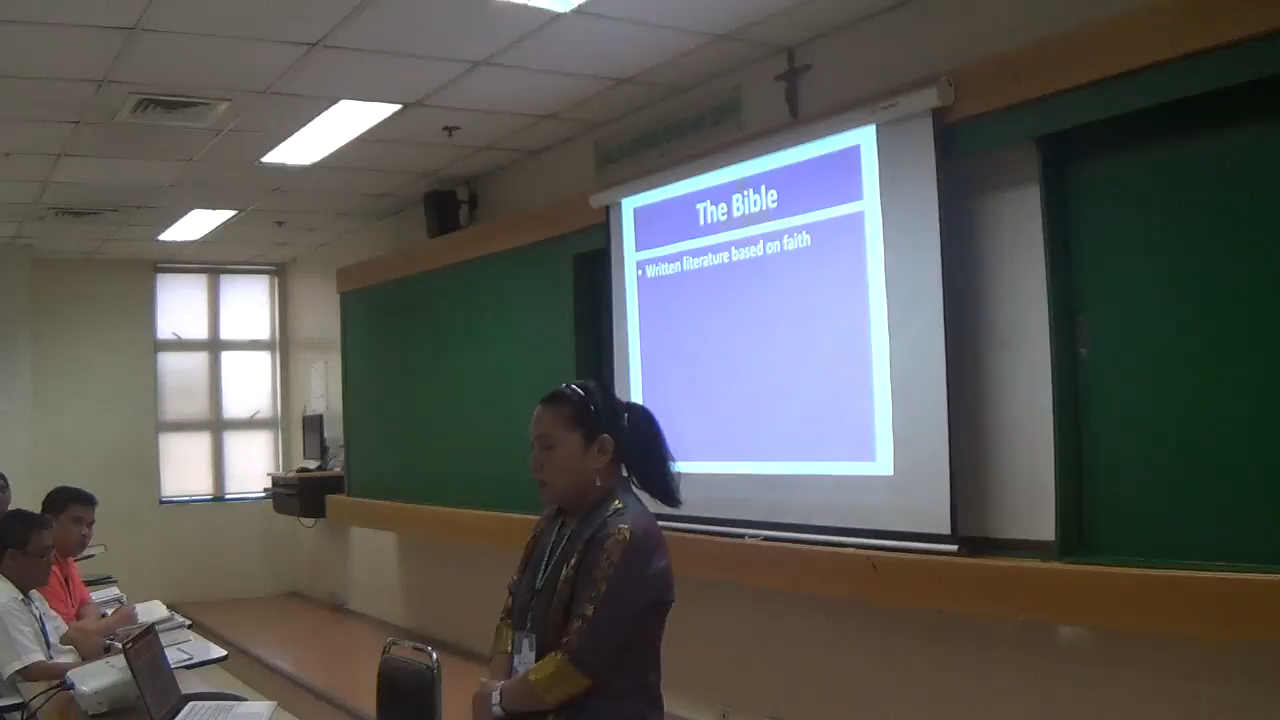 The Bible
• Written literature based on faith